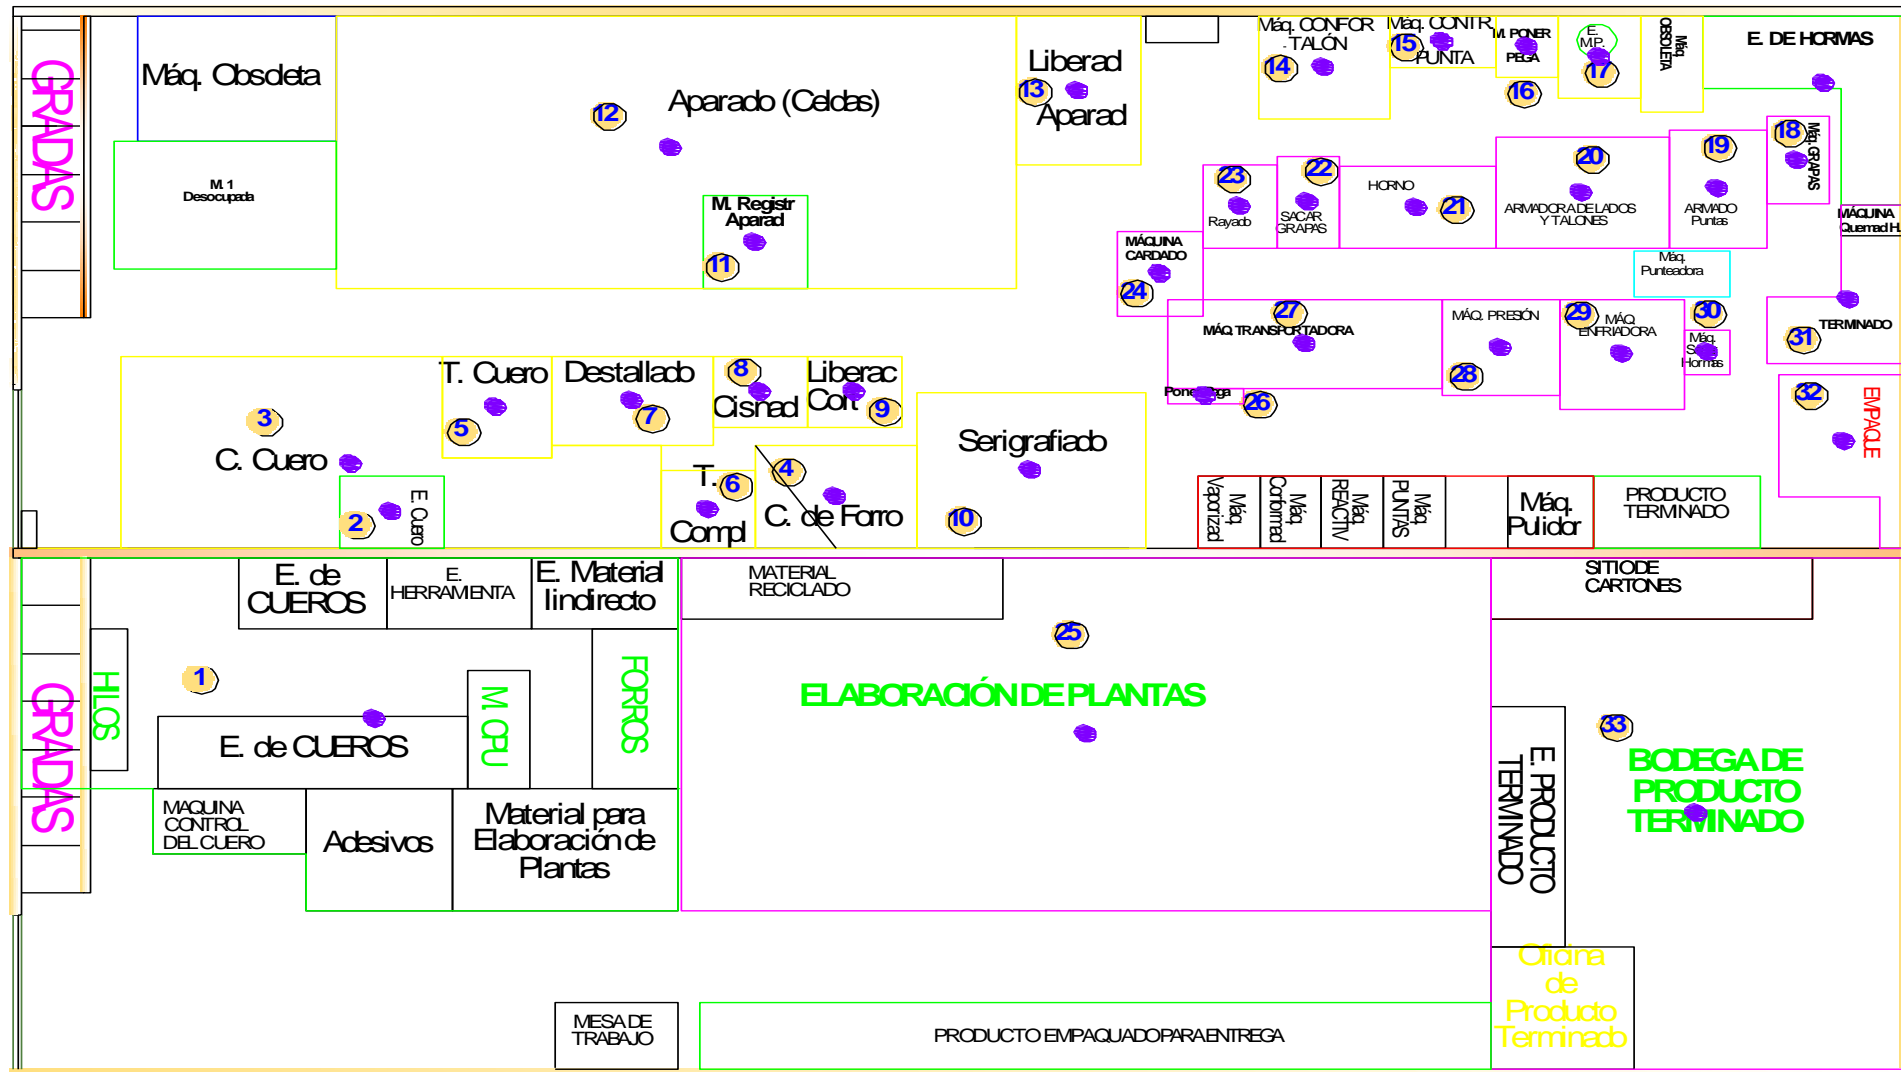 GRADAS
Máq. Obsoleta
M. 1
Desocupada
12
Aparado (Celdas)
M. Registr
Aparad
11
Liberad
13
Aparad
Máq. CONFOR
TALÓN
14
Máq. CONTR.
15
PUNTA
M. PONER
PEGA
16
E.
M.P.
17
Máq.
OBSOLETA
E. DE HORMAS
23
Rayado
22
SACAR
GRAPAS
HORNO
21
20
ARMADORA DE LADOS
Y TALONES
19
ARMADO
Puntas
18
Máq. GRAPAS
MÁQUINA
Quemad H.
MÁQUINA
CARDADO
24
Máq.
Punteadora
27
MÁQ. TRANSPORTADORA
MÁQ. PRESIÓN
28
29
MÁQ.
ENFRIADORA
30
Máq.
Hormas
TERMINADO
31
26
32
EMPAQUE
3
C. Cuero
2
E. Cuero
T. Cuero
5
Destallado
7
8
Cisnad
Liberac
Cort
9
T.
6
Compl
4
C. de Forro
Serigrafiado
10
Máq.
Vaporizad
Máq.
Conformad
Máq.
REACTIV
Máq.
PUNTAS
Máq.
Pulidor
PRODUCTO
TERMINADO
GRADAS
HILOS
1
E. de
CUEROS
E.
HERRAMIENTA
E. Material
Iindirecto
E. de CUEROS
M. CPU
FORROS
MAQUINA
CONTROL
DEL CUERO
Adesivos
Material para
Elaboración de
Plantas
MATERIAL
RECICLADO
25
ELABORACIÓN DE PLANTAS
SITIO DE
CARTONES
E. PRODUCTO
TERMINADO
33
BODEGA DE
PRODUCTO
TERMINADO
Oficina
de
Producto
Terminado
MESA DE
TRABAJO
PRODUCTO EMPAQUADO PARA ENTREGA